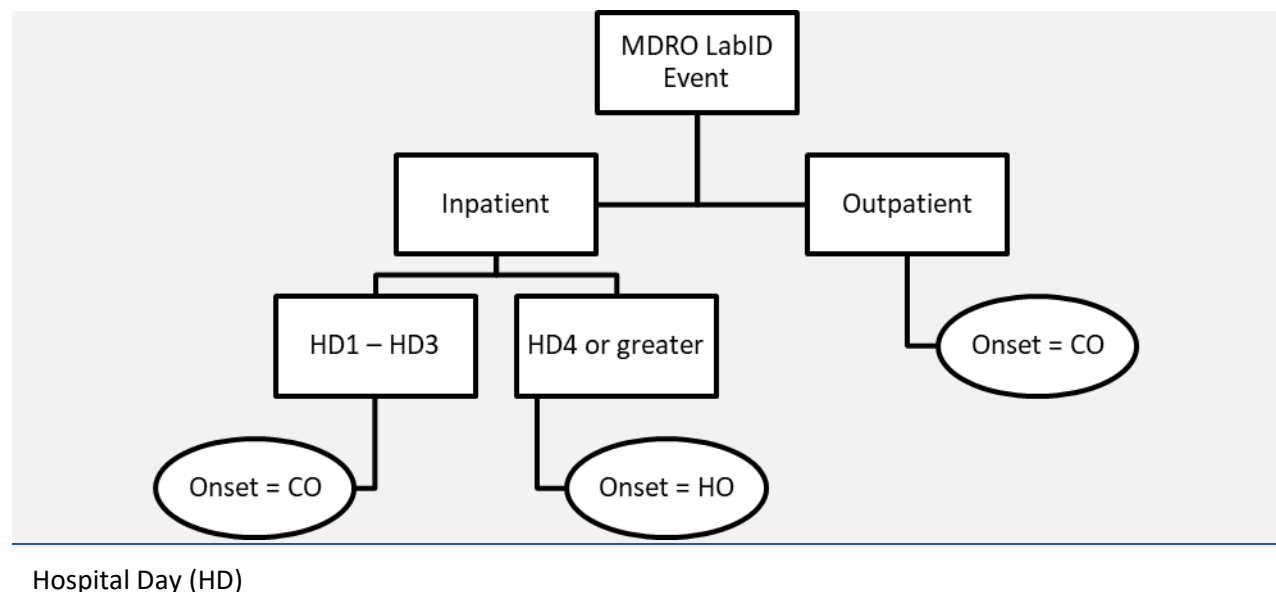 MDRO LabID
Event
Inpatient
Outpatient
HD1 – HD3
HD4 or greater
Onset = CO
Onset = CO
Onset = HO
Hospital Day (HD)